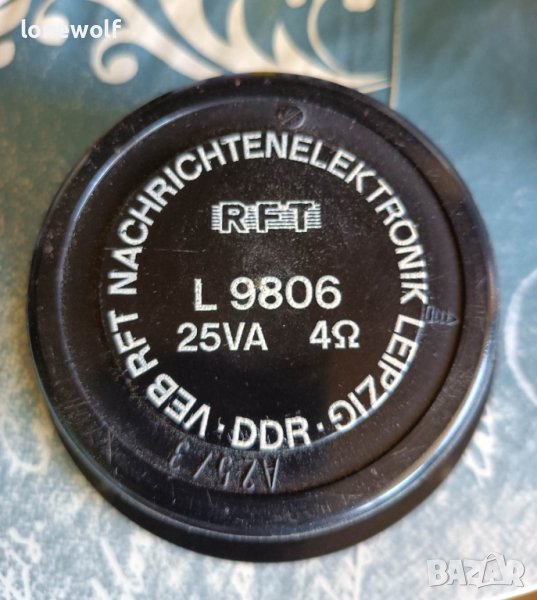 lonewolf
VEB RFT NACHRICHTENELEKTRONIK LEIPZIG · DDR ·
RFT
L 9806
25VA 4Ω
BAZAR